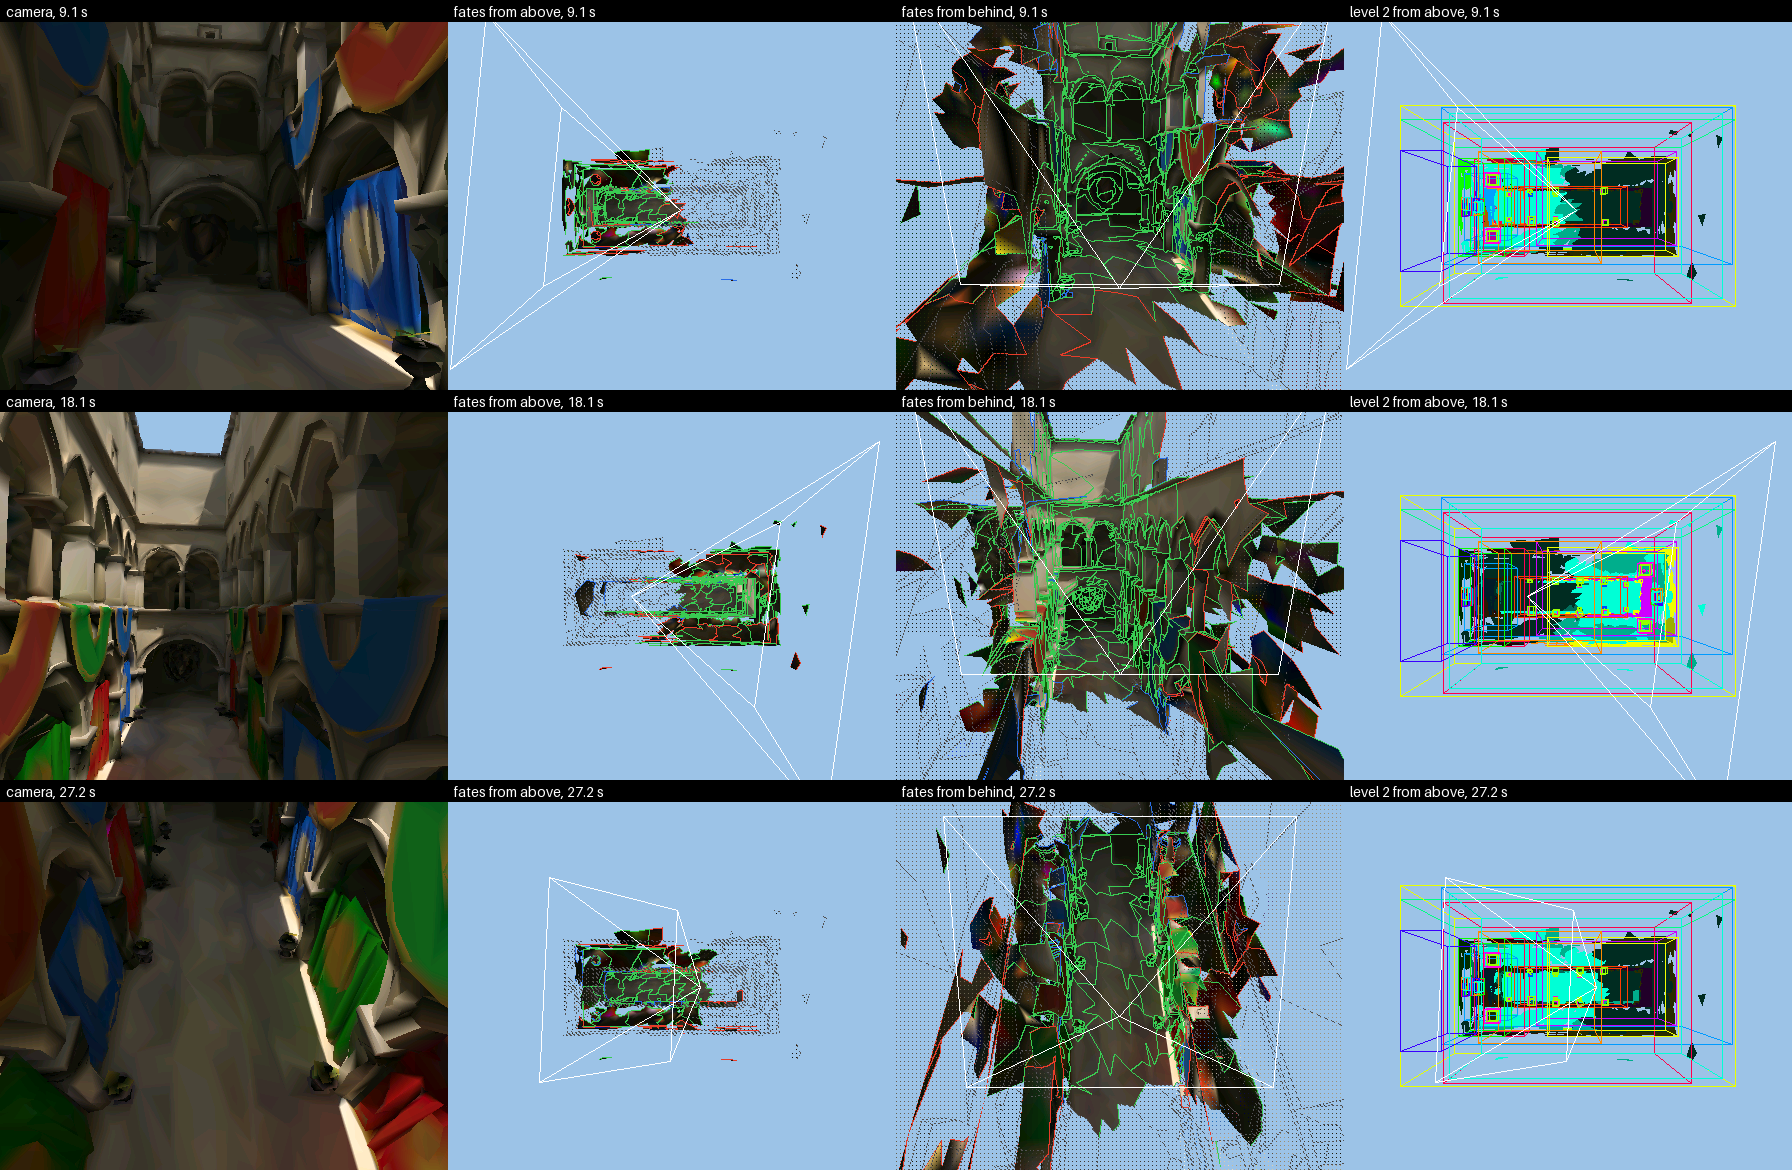 camera, 9.1 s
fates from above, 9.1 s
fates from behind, 9.1 s
level 2 from above, 9.1 s
camera, 18.1 s
fates from above, 18.1 s
fates from behind, 18.1 s
level 2 from above, 18.1 s
camera, 27.2 s
fates from above, 27.2 s
fates from behind, 27.2 s
level 2 from above, 27.2 s